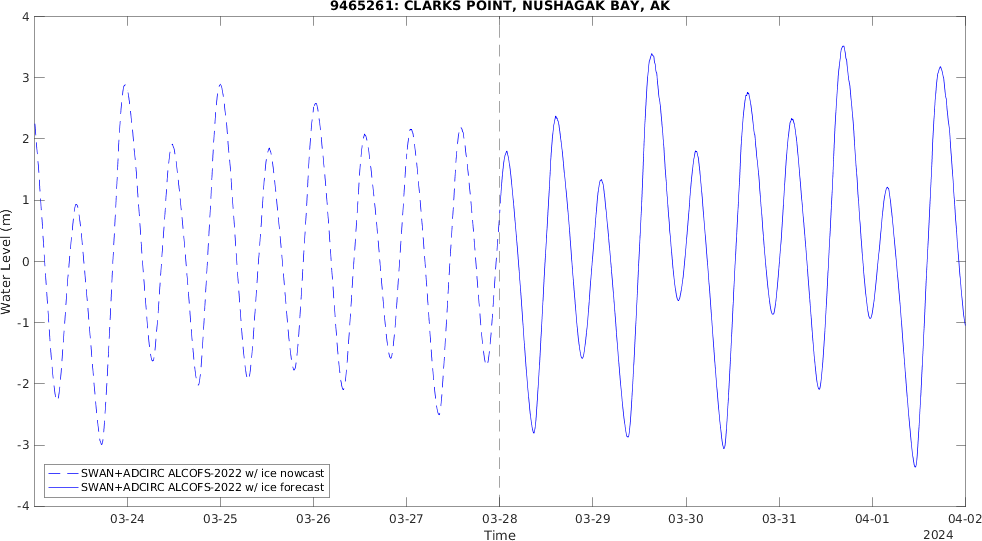 9465261: CLARKS POINT, NUSHAGAK BAY, AK
4
3
2
1
0
-1
-2
-3
-4
Water Level (m)
SWAN+ADCIRC ALCOFS-2022 w/ ice nowcast
SWAN+ADCIRC ALCOFS-2022 w/ ice forecast
03-24 03-25 03-26 03-27 03-28 03-29 03-30 03-31 04-01 04-02
Time
2024